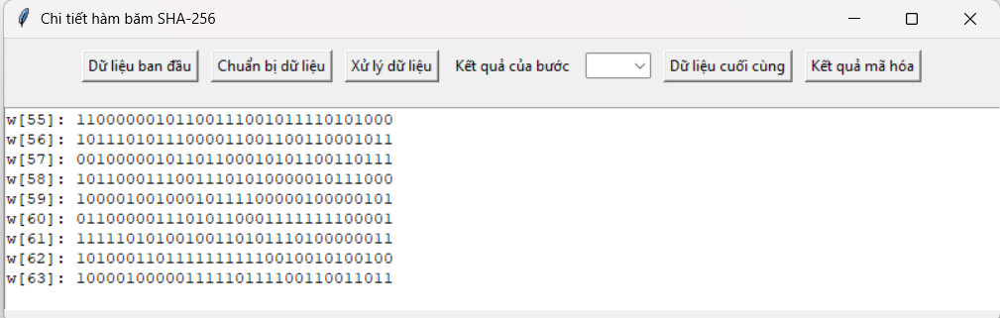 Chi tiết hàm băm SHA-256
Dữ liệu ban đầu Chuẩn bị dữ liệu Xử lý dữ liệu Kết quả của bước Dữ liệu cuối cùng Kết quả mã hóa
w[55]: 11000000101100111001011110101000
w[56]: 10111010111000011001100110001011
w[57]: 00100000101101100010101100110111
w[58]: 10110001110011101010000010111000
w[59]: 10000100100010111100000100000101
w[60]: 01100000111010110001111111100001
w[61]: 11111010100100110101110100000011
w[62]: 10100011011111111110010010100100
w[63]: 10000100000111110111100110011011